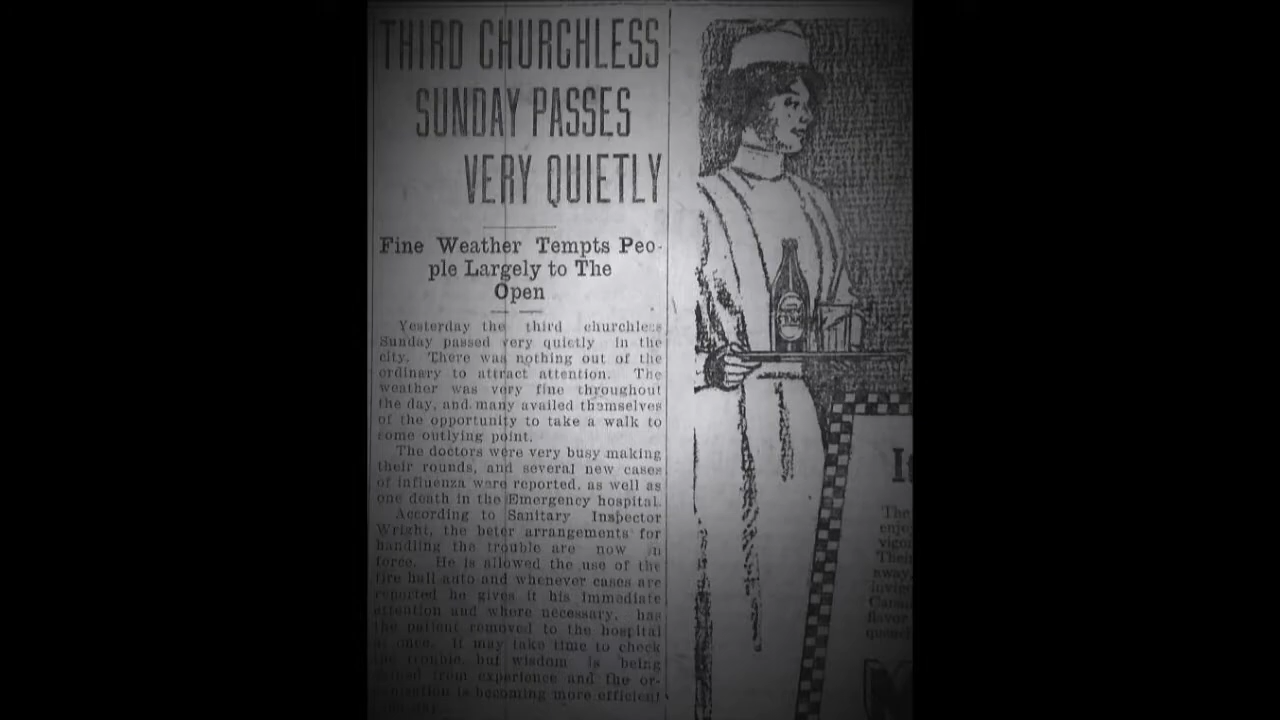 THIRD CHURCHLESS
SUNDAY PASSES
VERY QUIETLY
Fine Weather Tempts Peo-
ple Largely to The
Open
Yesterday the third churchless
Sunday passed very quietly in the
city. There was nothing out of the
ordinary to attract attention. The
weather was very fine throughout
the day, and many availed themselves
of the opportunity to take a walk to
some outlying point.
The doctors were very busy making
their rounds, and several new cases
of influenza were reported, as well as
one death in the Emergency hospital.
According to Sanitary Inspector
Wright, the beter arrangements for
handling the trouble are now in
force. He is allowed the use of the
fire hall auto and whenever cases are
reported he gives it his immediate
attention and where necessary, has
the patient removed to the hospital
at once. It may take time to check
the trouble, but wisdom is being
gained from experience and the or-
ganization is becoming more efficient
The
enjo
vigo
Thei
away,
invig
flavor